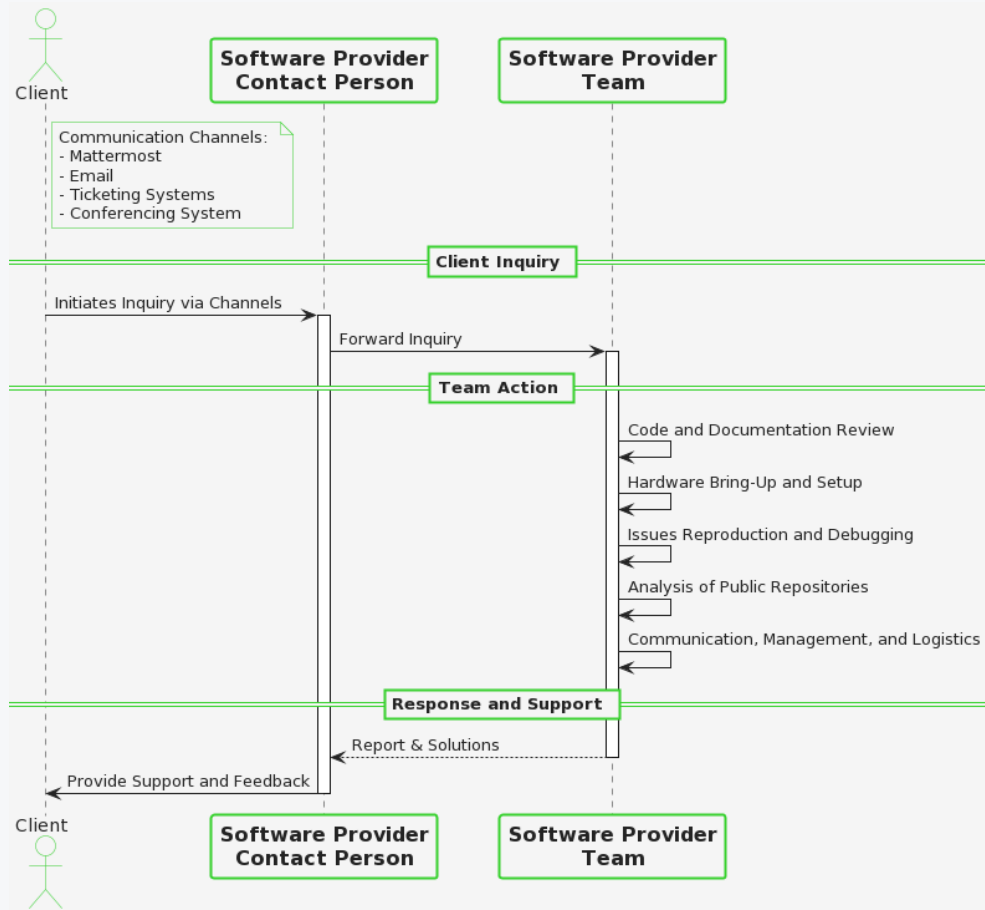 Client
Software Provider
Contact Person
Software Provider
Team
Communication Channels:
- Mattermost
- Email
- Ticketing Systems
- Conferencing System
Client Inquiry
Initiates Inquiry via Channels
Forward Inquiry
Team Action
Code and Documentation Review
Hardware Bring-Up and Setup
Issues Reproduction and Debugging
Analysis of Public Repositories
Communication, Management, and Logistics
Response and Support
Report & Solutions
Provide Support and Feedback
Client
Software Provider
Contact Person
Software Provider
Team